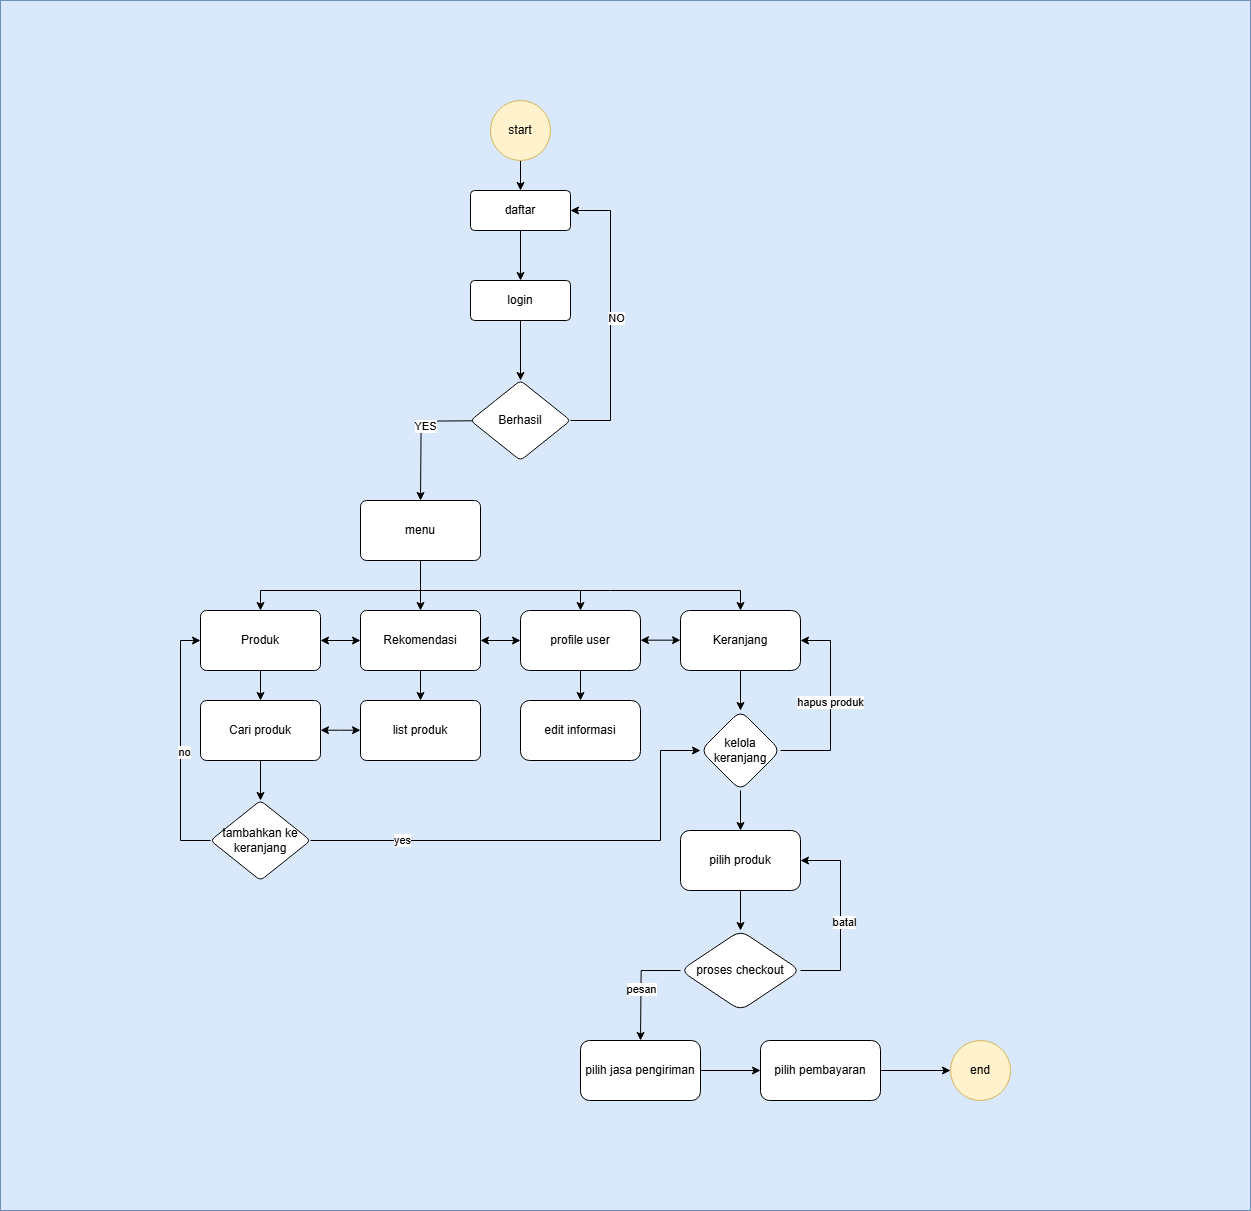 start
daftar
login
NO
Berhasil
YES
menu
Produk
Rekomendasi
profile user
Keranjang
hapus produk
Cari produk
list produk
edit informasi
kelola
keranjang
no
tambahkan ke
keranjang
yes
pilih produk
batal
proses checkout
pesan
pilih jasa pengiriman
pilih pembayaran
end